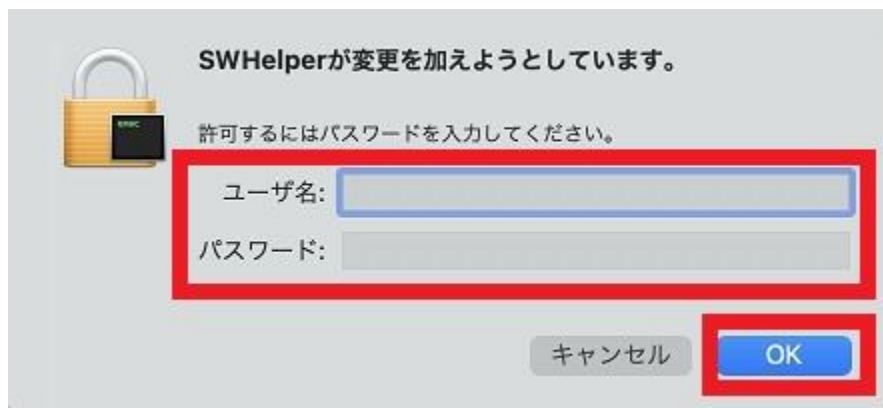 SWHelperが変更を加えようとしています。
許可するにはパスワードを入力してください。
ユーザ名:
パスワード:
キャンセル
OK